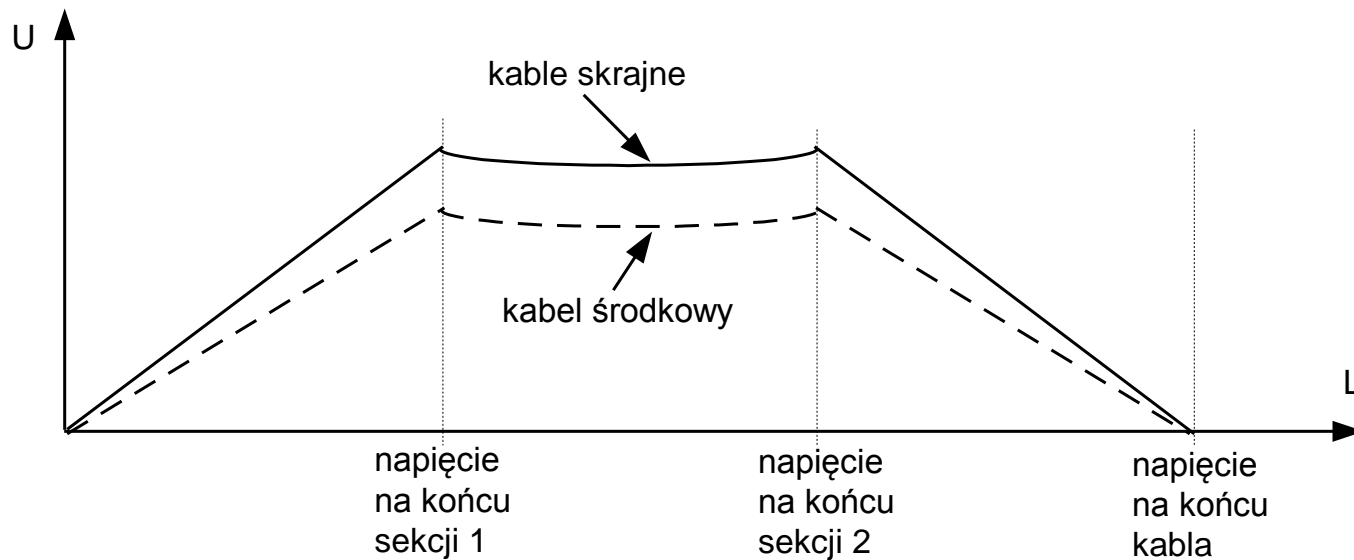 U
kable skrajne
kabel środkowy
L
napięcie
na końcu
sekcji 1
napięcie
na końcu
sekcji 2
napięcie
na końcu
kabla